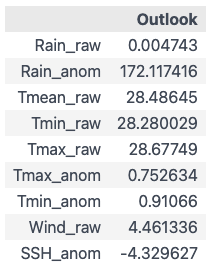 Outlook
Rain_raw 0.004743
Rain_anom 172.117416
Tmean_raw 28.48645
Tmin_raw 28.280029
Tmax_raw 28.67749
Tmax_anom 0.752634
Tmin_anom 0.91066
Wind_raw 4.461336
SSH_anom -4.329627